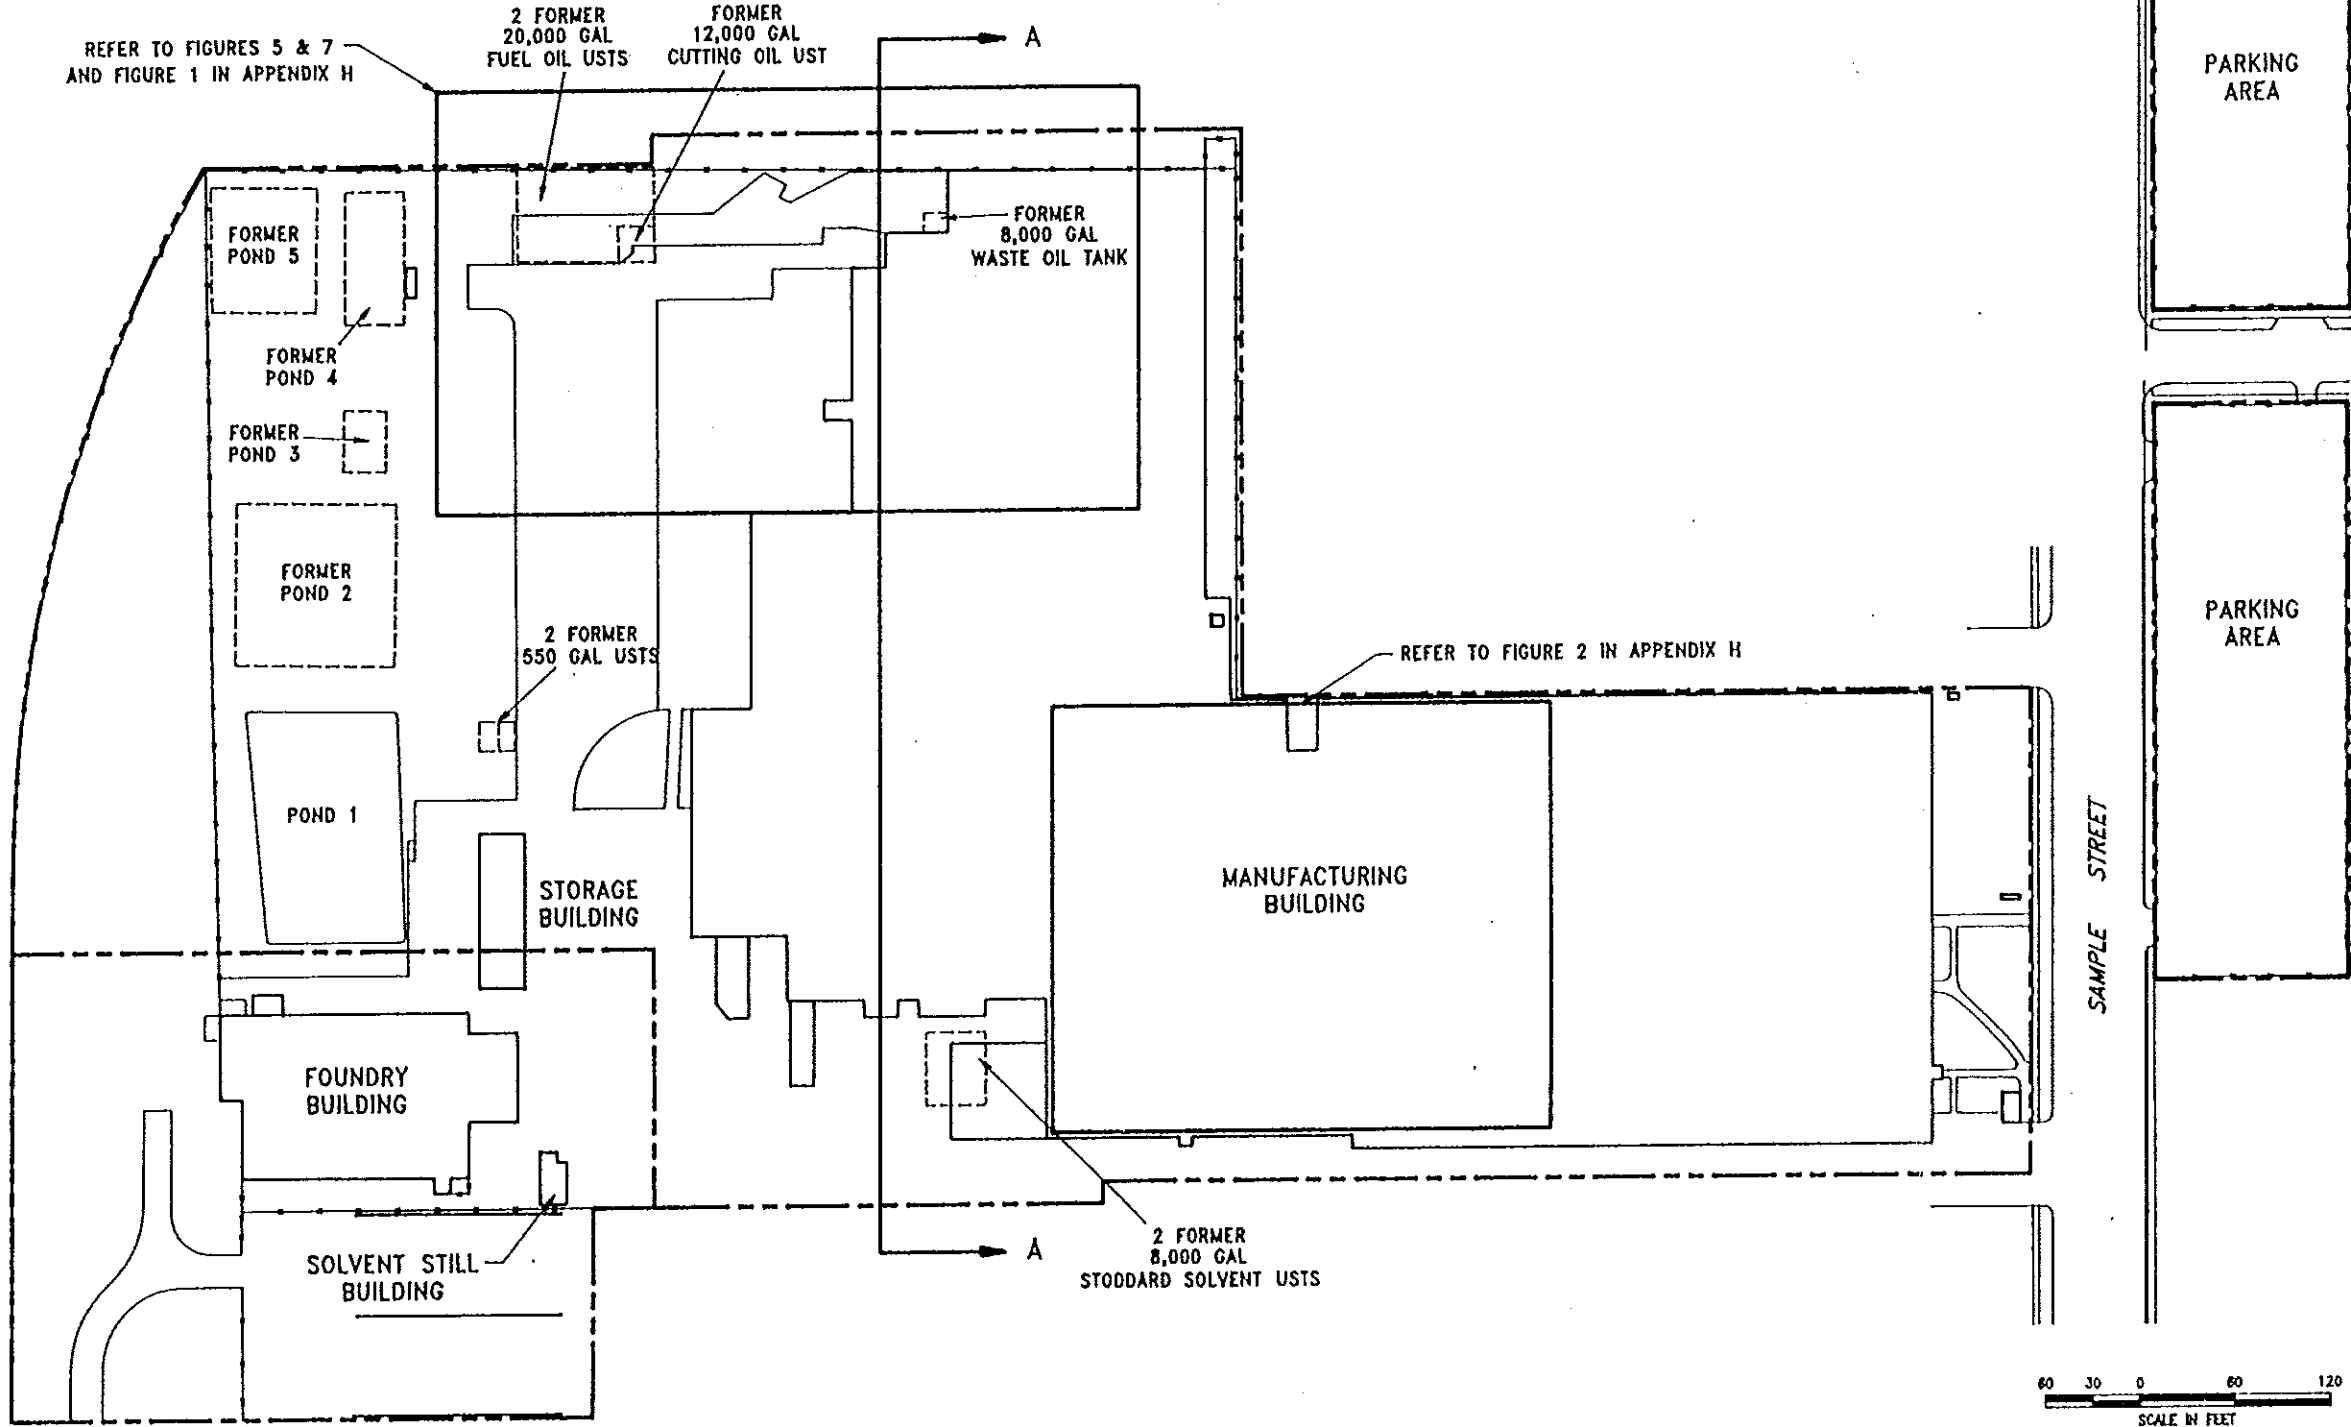 REFER TO FIGURES 5 & 7
AND FIGURE 1 IN APPENDIX H
2 FORMER
20,000 GAL
FUEL OIL USTS
FORMER
12,000 GAL
CUTTING OIL UST
A
PARKING
AREA
FORMER
POND 5
FORMER
8,000 GAL
WASTE OIL TANK
FORMER
POND 4
FORMER
POND 3
FORMER
POND 2
2 FORMER
550 GAL USTS
REFER TO FIGURE 2 IN APPENDIX H
PARKING
AREA
POND 1
STORAGE
BUILDING
MANUFACTURING
BUILDING
SAMPLE STREET
FOUNDRY
BUILDING
SOLVENT STILL
BUILDING
A
2 FORMER
8,000 GAL
STODDARD SOLVENT USTS
60 30 0 60 120
SCALE IN FEET